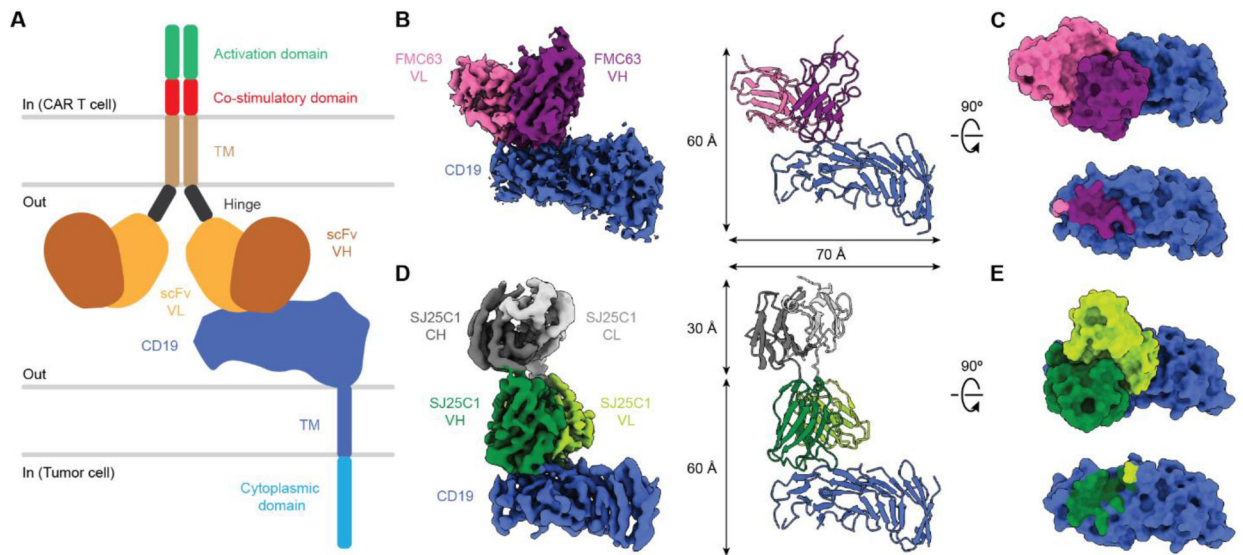 A
Activation domain
In (CAR T cell)
Co-stimulatory domain
TM
Out
Hinge
scFv
VH
scFv
VL
CD19
Out
TM
In (Tumor cell)
Cytoplasmic
domain
B
FMC63
VL
FMC63
VH
CD19
60 Å
70 Å
90º
C
D
SJ25C1
CH
SJ25C1
CL
SJ25C1
VH
SJ25C1
VL
CD19
30 Å
60 Å
90º
E